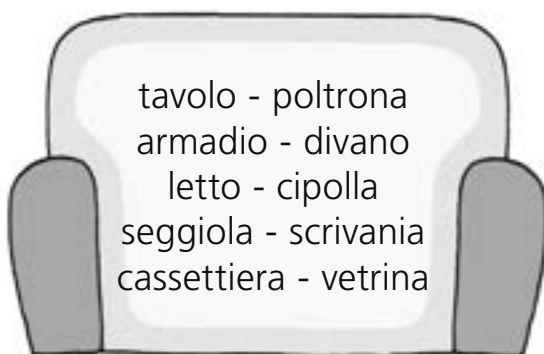 tavolo - poltrona
armadio - divano
letto - cipolla
seggiola - scrivania
cassettiera - vetrina